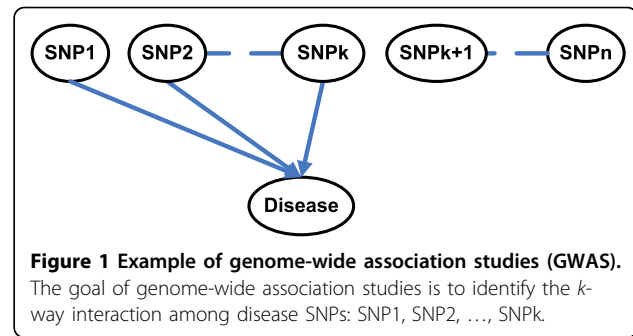 SNP1 SNP2 SNPk SNPk+1 SNPn
Disease
Figure 1 Example of genome-wide association studies (GWAS).
The goal of genome-wide association studies is to identify the k-
way interaction among disease SNPs: SNP1, SNP2, ..., SNPk.